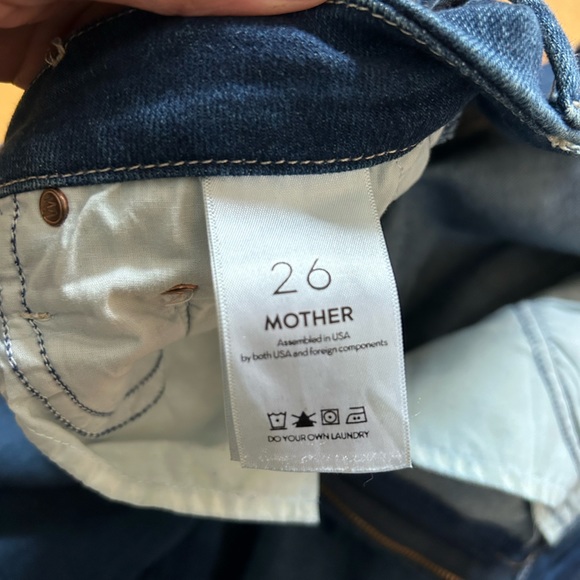 26
MOTHER
Assembled in USA
by both USA and foreign components
DO YOUR OWN LAUNDRY